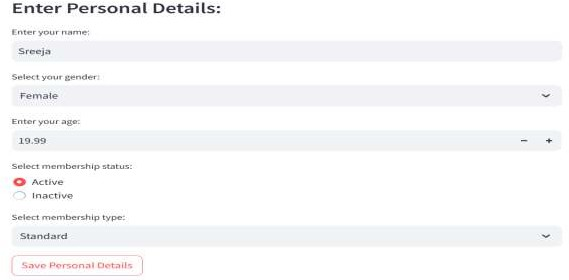 Enter Personal Details:
Enter your name:
Sreeja
Select your gender:
Female
Enter your age:
19.99 − +
Select membership status:
Active
Inactive
Select membership type:
Standard
Save Personal Details